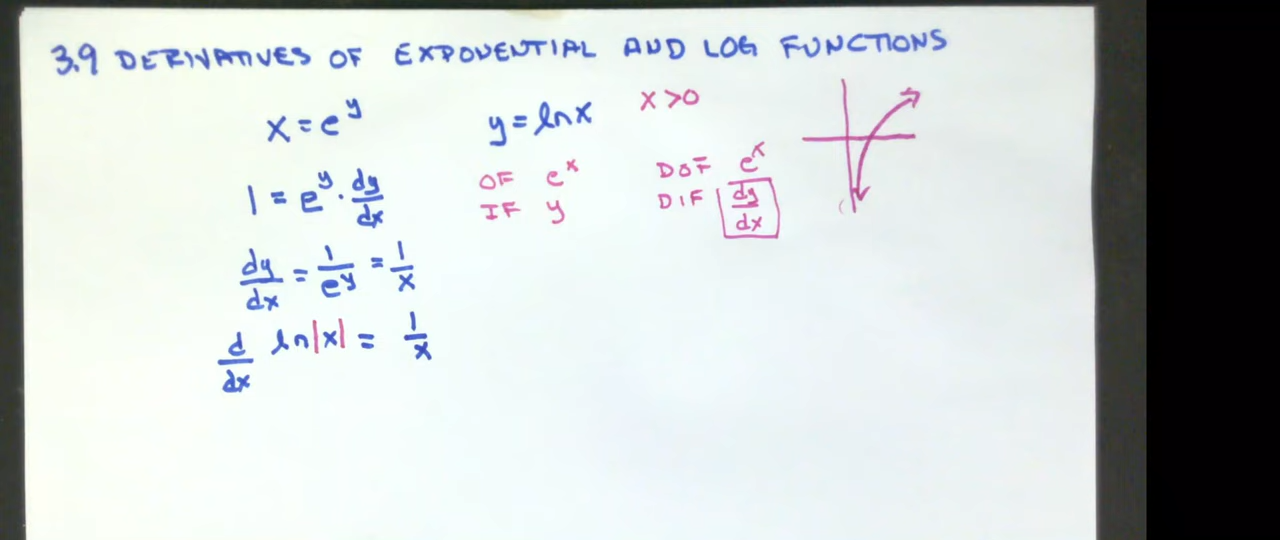 3.9 DERIVATIVES OF EXPONENTIAL AND LOG FUNCTIONS
x = e^y y = ln x x > 0
1 = e^y · dy/dx OF e^x DOF e^x
IF y DIF dy/dx
dy/dx = 1/e^y = 1/x
d/dx ln|x| = 1/x